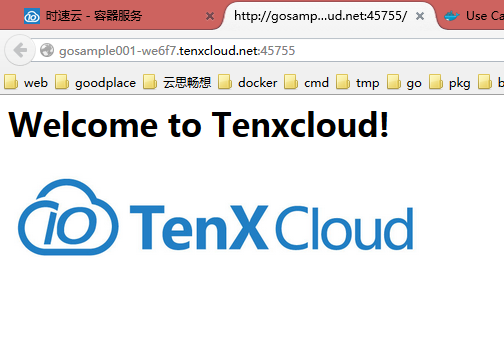 时速云 - 容器服务 × http://gosamp...ud.net:45755/ × Use Ca
gosample001-we6f7.tenxcloud.net:45755
web goodplace 云思畅想 docker cmd tmp go pkg b
Welcome to Tenxcloud!
io TenX Cloud